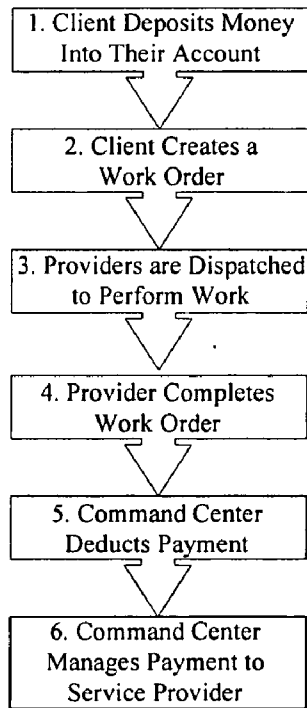 1. Client Deposits Money
Into Their Account
2. Client Creates a
Work Order
3. Providers are Dispatched
to Perform Work
4. Provider Completes
Work Order
5. Command Center
Deducts Payment
6. Command Center
Manages Payment to
Service Provider